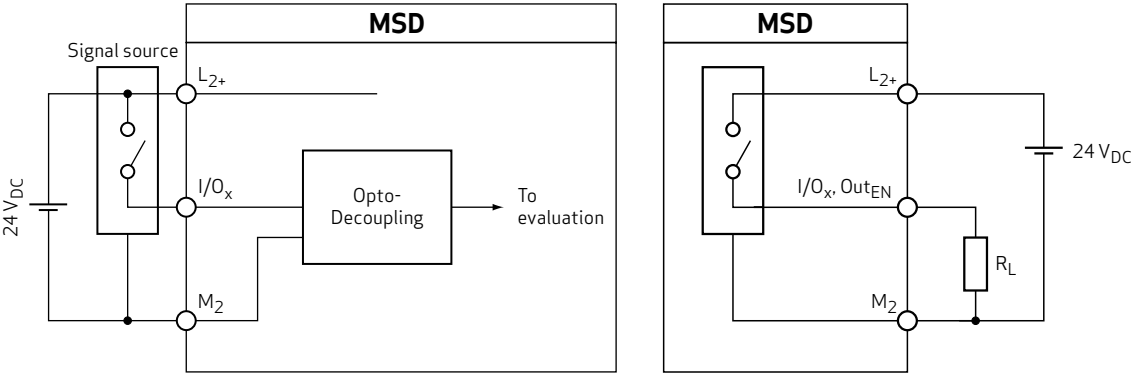 MSD
Signal source
L2+
24 VDC
I/Ox
Opto-
Decoupling
To
evaluation
M2
MSD
L2+
24 VDC
I/Ox, OutEN
RL
M2